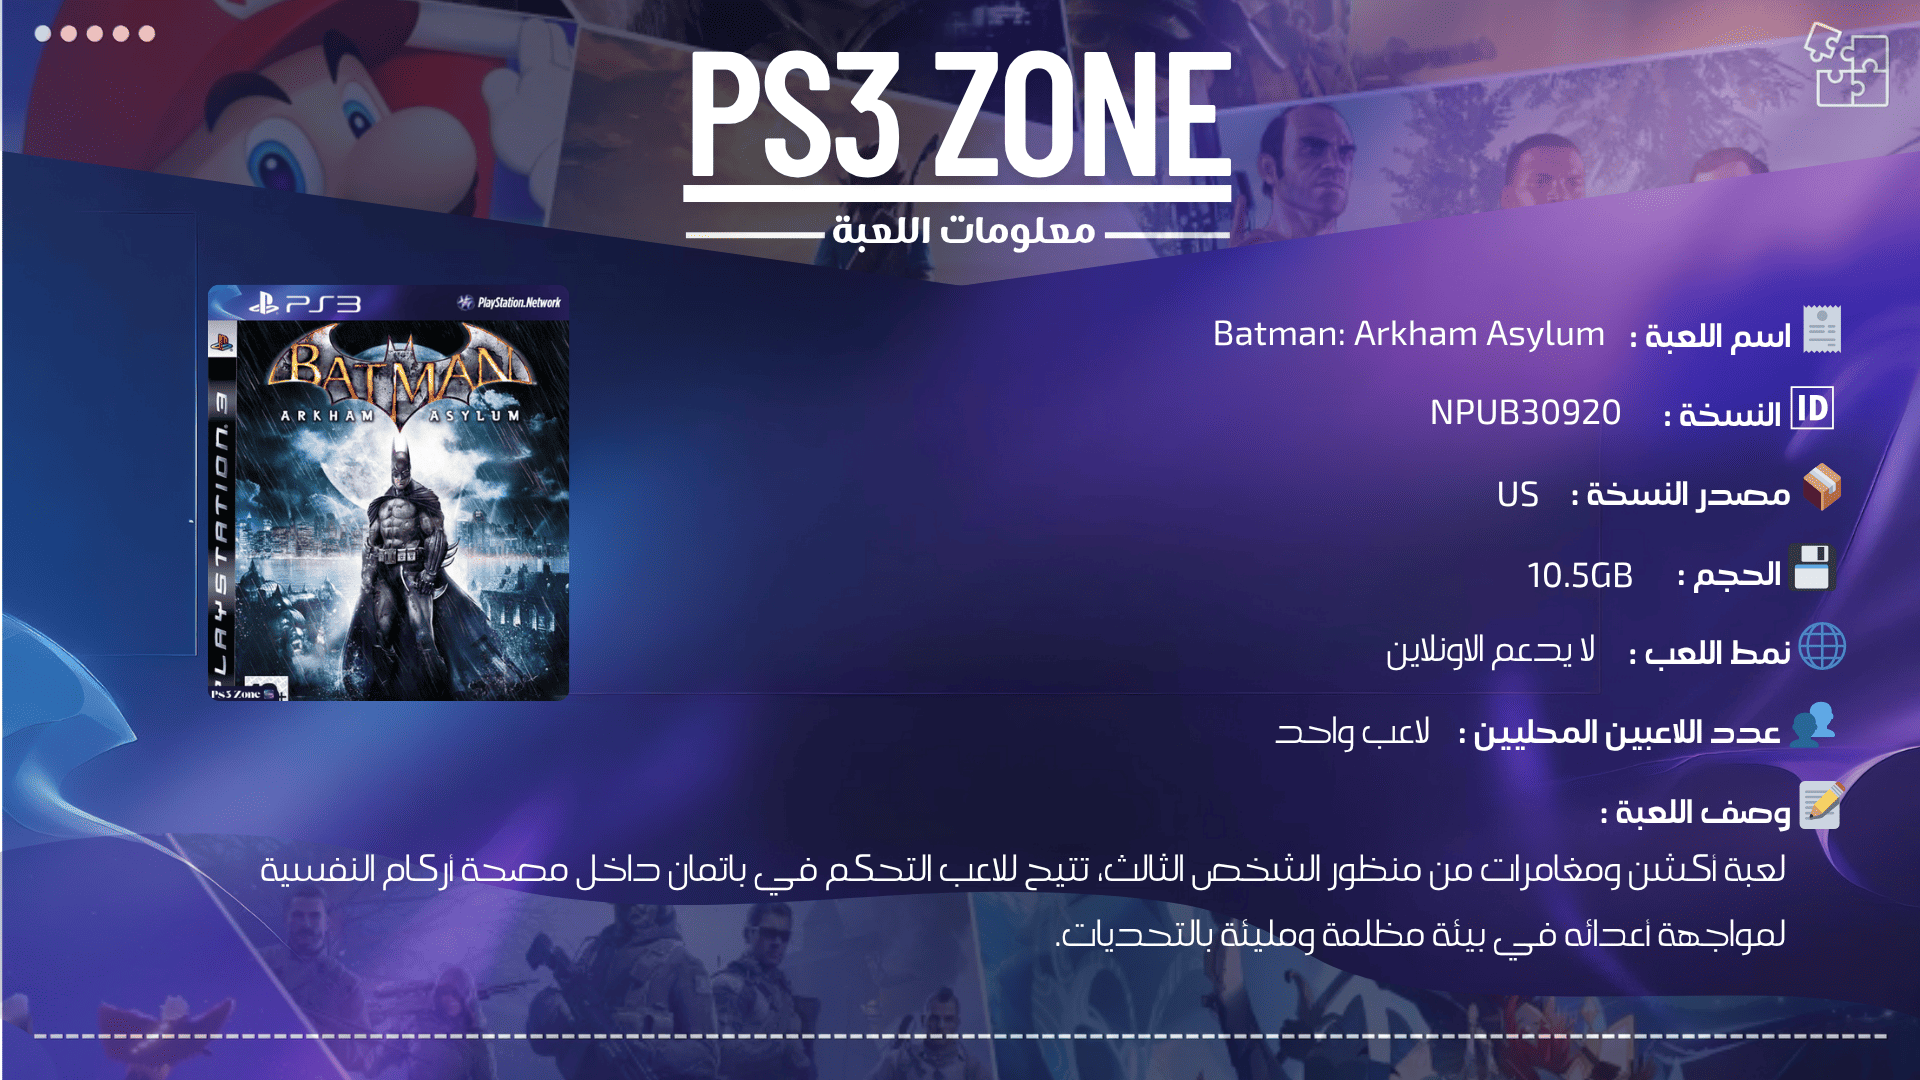 PS3 ZONE
معلومات اللعبة
PS3 PlayStation.Network
BATMAN
ARKHAM ASYLUM
PLAYSTATION 3
Ps3 Zone
اسم اللعبة : Batman: Arkham Asylum
ID النسخة : NPUB30920
مصدر النسخة : US
الحجم : 10.5GB
نمط اللعب : لا يدعم الاونلاين
عدد اللاعبين المحليين : لاعب واحد
وصف اللعبة :
لعبة أكشن ومغامرات من منظور الشخص الثالث، تتيح للاعب التحكم في باتمان داخل مصحة أركام النفسية
لمواجهة أعدائه في بيئة مظلمة ومليئة بالتحديات.